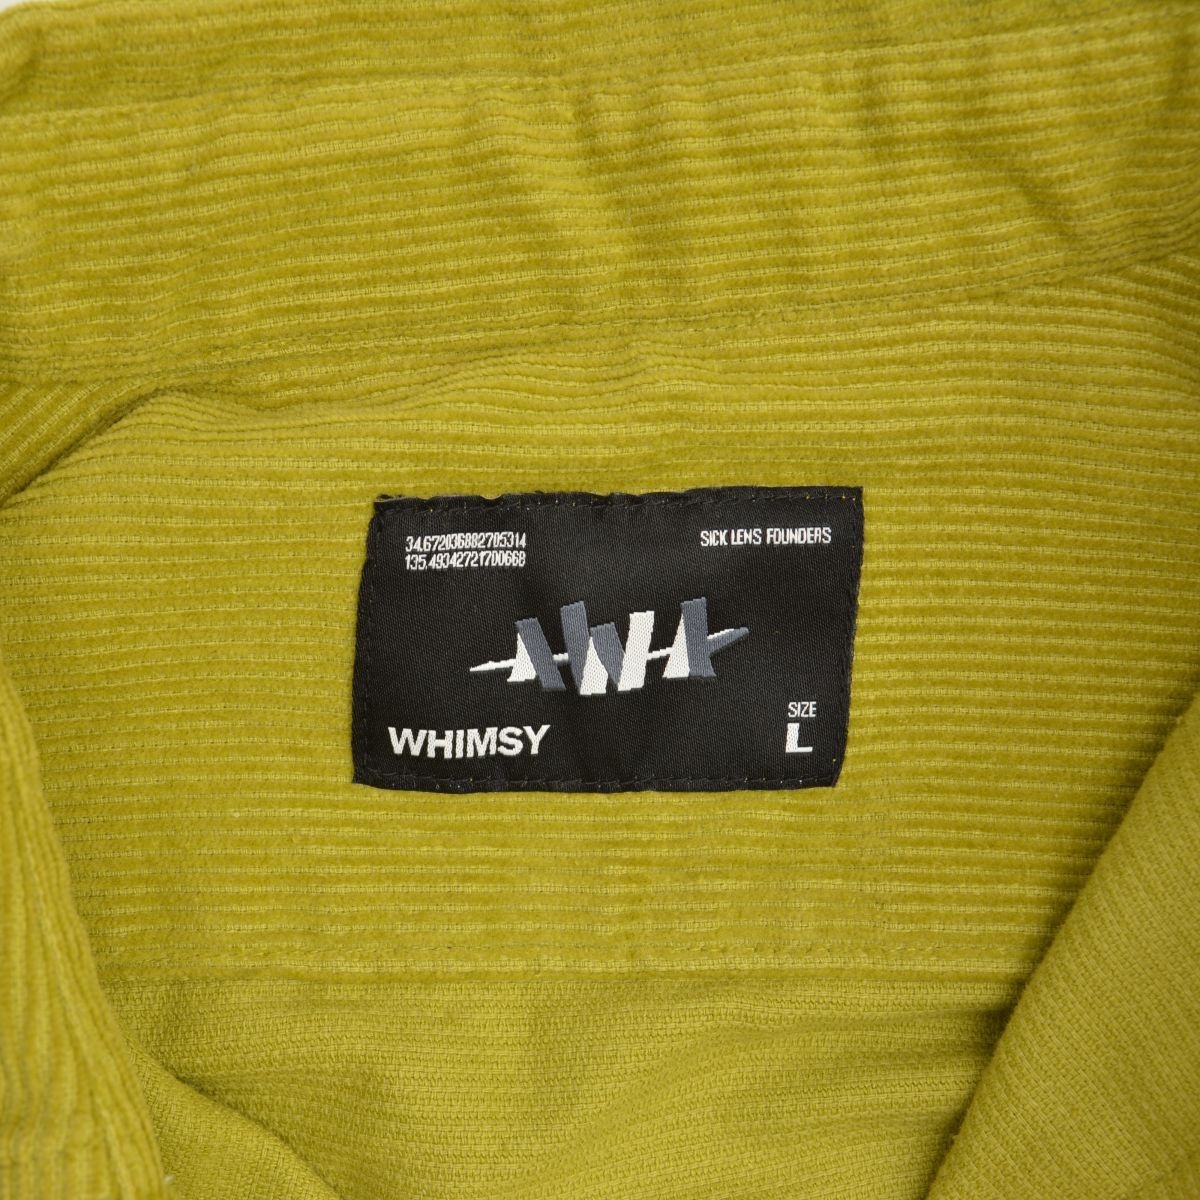 34.672036882705314
135.49342721700668
SICK LENS FOUNDERS
WHIMSY
SIZE
L